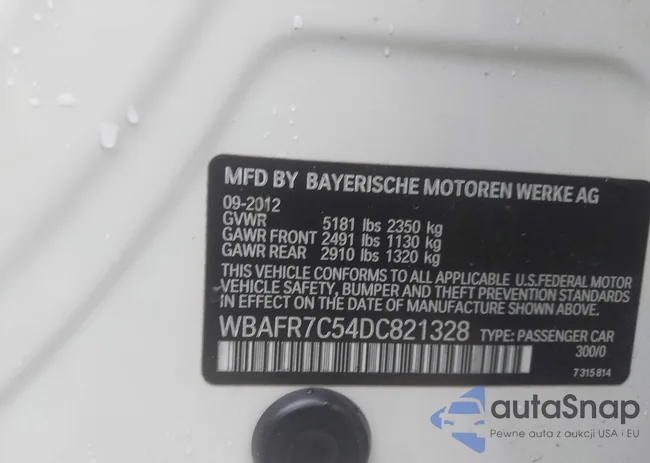 MFD BY BAYERISCHE MOTOREN WERKE AG
09-2012
GVWR 5181 lbs 2350 kg
GAWR FRONT 2491 lbs 1130 kg
GAWR REAR 2910 lbs 1320 kg
THIS VEHICLE CONFORMS TO ALL APPLICABLE U.S.FEDERAL MOTOR
VEHICLE SAFETY, BUMPER AND THEFT PREVENTION STANDARDS
IN EFFECT ON THE DATE OF MANUFACTURE SHOWN ABOVE.
WBAFR7C54DC821328 TYPE: PASSENGER CAR
300/0
7315814
autaSnap
Pewne auta z aukcji USA i EU